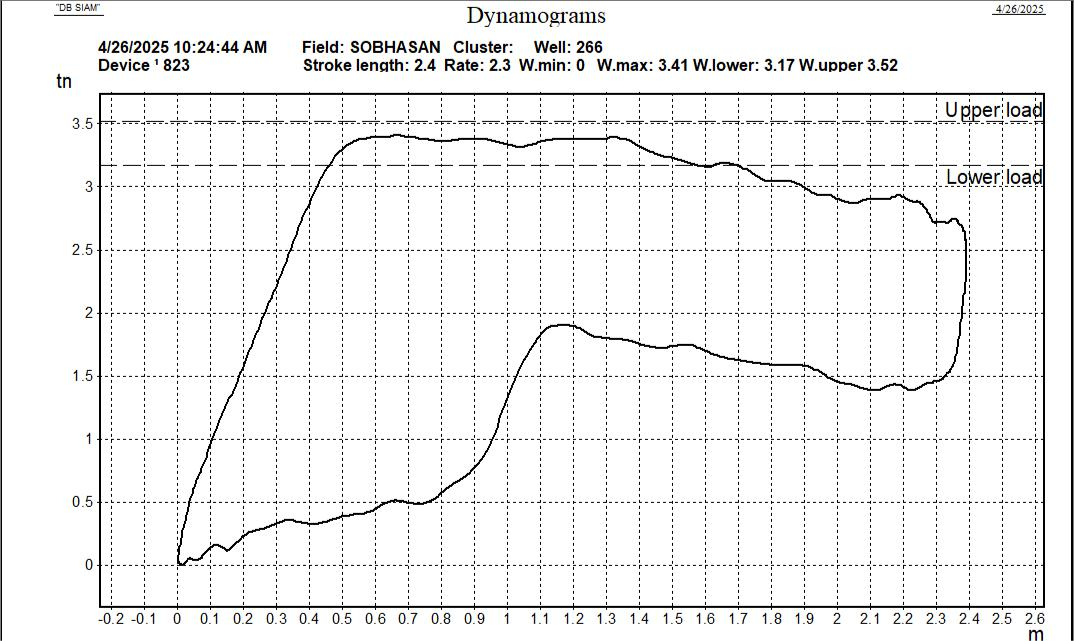 "DB SIAM" 4/26/2025
Dynamograms
4/26/2025 10:24:44 AM Field: SOBHASAN Cluster: Well: 266
Device ¹ 823 Stroke length: 2.4 Rate: 2.3 W.min: 0 W.max: 3.41 W.lower: 3.17 W.upper 3.52
tn
Upper load
3.5
Lower load
3
2.5
2
1.5
1
0.5
0
-0.2 -0.1 0 0.1 0.2 0.3 0.4 0.5 0.6 0.7 0.8 0.9 1 1.1 1.2 1.3 1.4 1.5 1.6 1.7 1.8 1.9 2 2.1 2.2 2.3 2.4 2.5 2.6
m